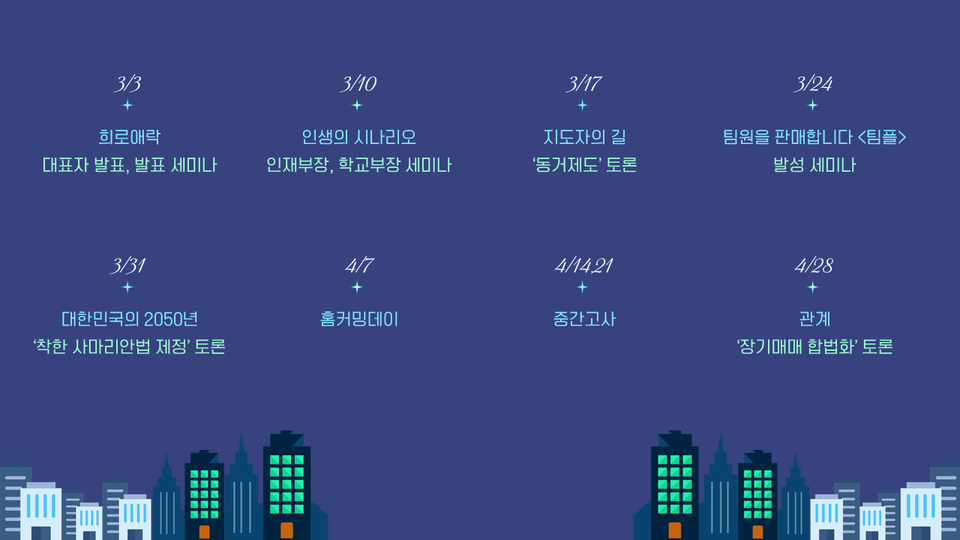 3/3
희로애락
대표자 발표, 발표 세미나
3/10
인생의 시나리오
인재부장, 학교부장 세미나
3/17
지도자의 길
‘동거제도’ 토론
3/24
팀원을 판매합니다 <팀플>
발성 세미나
3/31
대한민국의 2050년
‘착한 사마리안법 제정’ 토론
4/7
홈커밍데이
4/14,21
중간고사
4/28
관계
‘장기매매 합법화’ 토론